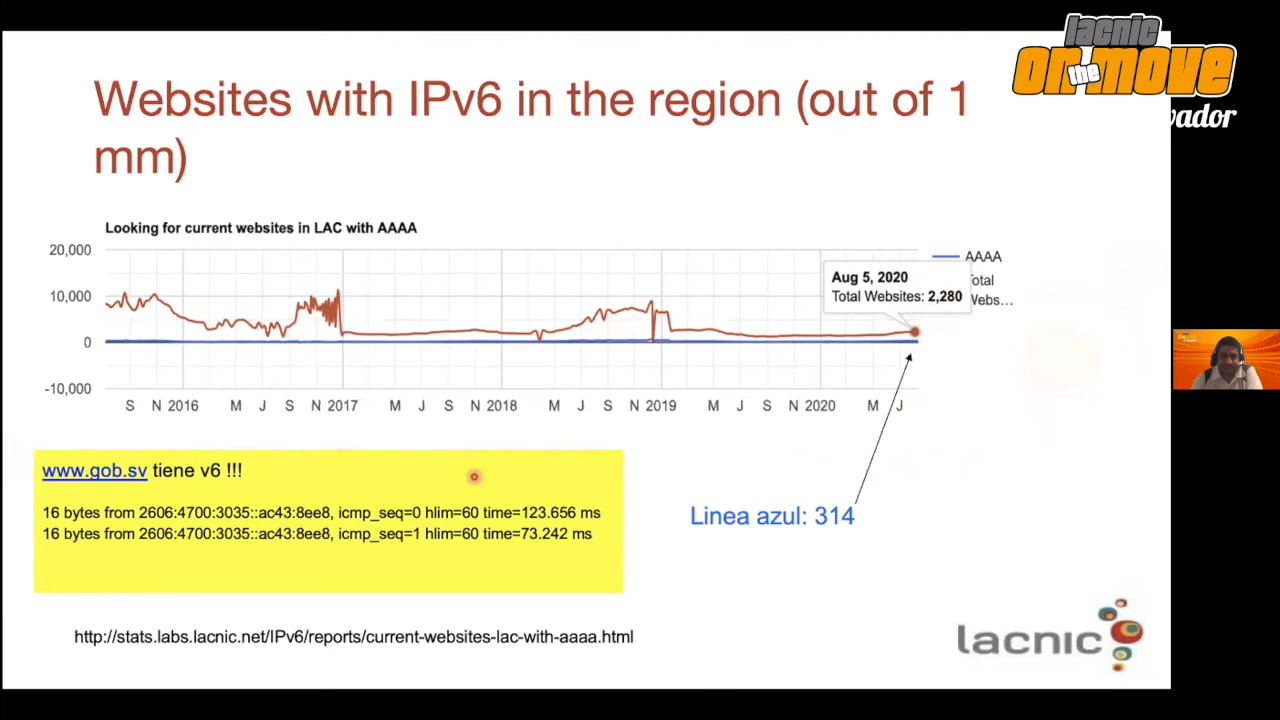 lacnic
on the move
vador
Websites with IPv6 in the region (out of 1
mm)
Looking for current websites in LAC with AAAA
20,000
10,000
0
-10,000
S N 2016 M J S N 2017 M J S N 2018 M J S N 2019 M J S N 2020 M J
AAAA
Total
Webs...
Aug 5, 2020
Total Websites: 2,280
www.gob.sv tiene v6 !!!
16 bytes from 2606:4700:3035::ac43:8ee8, icmp_seq=0 hlim=60 time=123.656 ms
16 bytes from 2606:4700:3035::ac43:8ee8, icmp_seq=1 hlim=60 time=73.242 ms
Linea azul: 314
http://stats.labs.lacnic.net/IPv6/reports/current-websites-lac-with-aaaa.html
lacnic